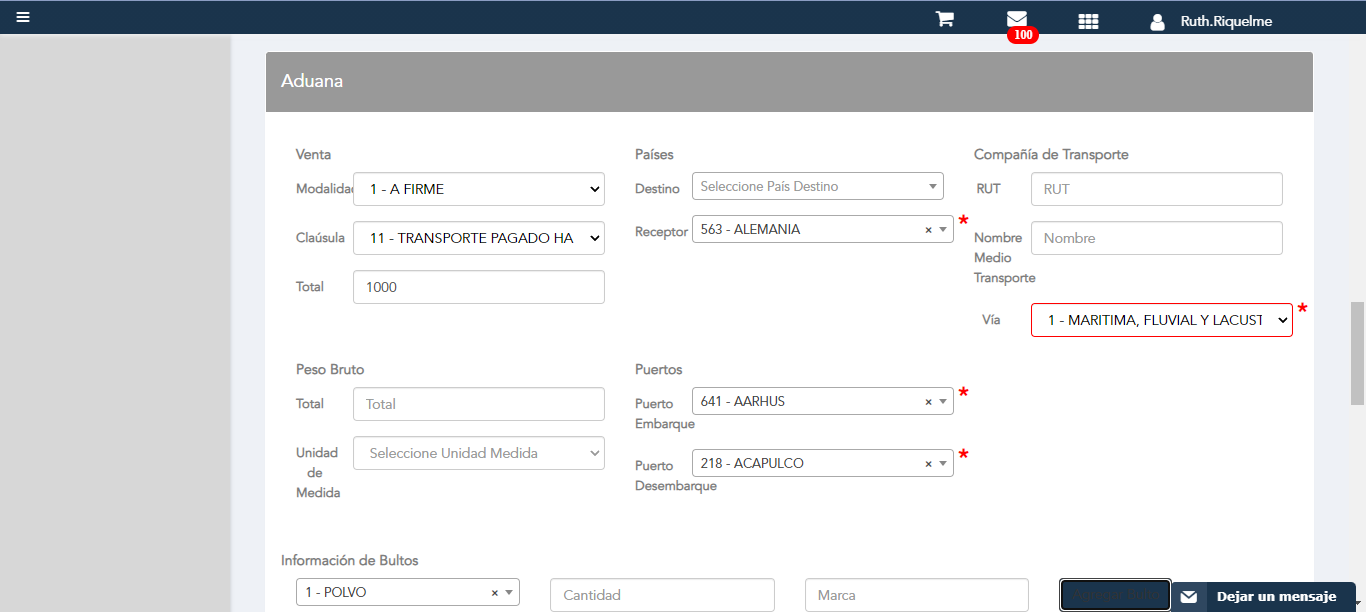 100
Ruth.Riquelme
Aduana
Venta
Modalidad
1 - A FIRME
Claúsula
11 - TRANSPORTE PAGADO HA
Total
1000
Países
Destino
Seleccione País Destino
Receptor
563 - ALEMANIA
× *
Compañía de Transporte
RUT
RUT
Nombre
Medio
Transporte
Nombre
Vía
1 - MARITIMA, FLUVIAL Y LACUST
*
Peso Bruto
Total
Total
Unidad
de
Medida
Seleccione Unidad Medida
Puertos
Puerto
Embarque
641 - AARHUS
× *
Puerto
Desembarque
218 - ACAPULCO
× *
Información de Bultos
1 - POLVO
×
Cantidad
Marca
Dejar un mensaje